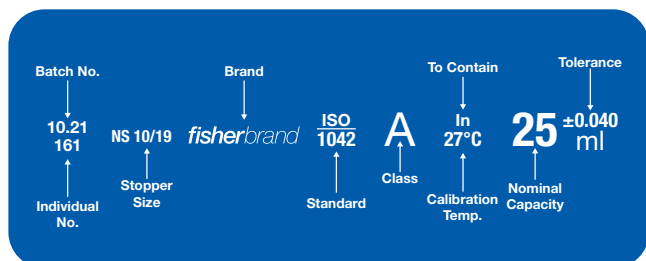 Batch No.
Brand
To Contain
Tolerance
10.21
161
NS 10/19
fisherbrand
ISO
1042
A
In
27°C
25
±0.040
ml
Individual
No.
Stopper
Size
Standard
Class
Calibration
Temp.
Nominal
Capacity